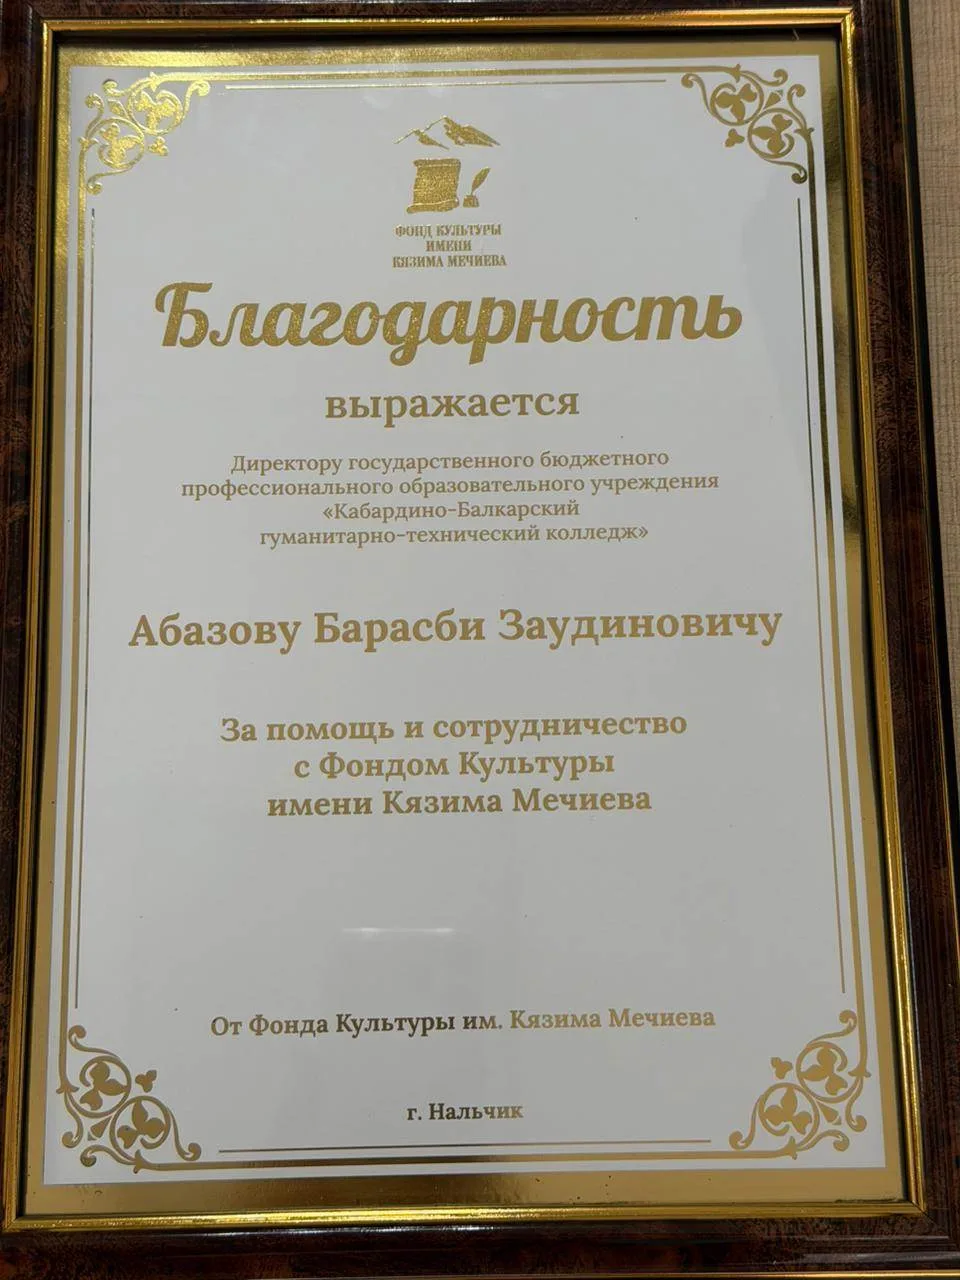 ФОНД КУЛЬТУРЫ
ИМЕНИ
КЯЗИМА МЕЧИЕВА
Благодарность
выражается
Директору государственного бюджетного
профессионального образовательного учреждения
«Кабардино-Балкарский
гуманитарно-технический колледж»
Абазову Барасби Заудиновичу
За помощь и сотрудничество
с Фондом Культуры
имени Кязима Мечиева
От Фонда Культуры им. Кязима Мечиева
г. Нальчик